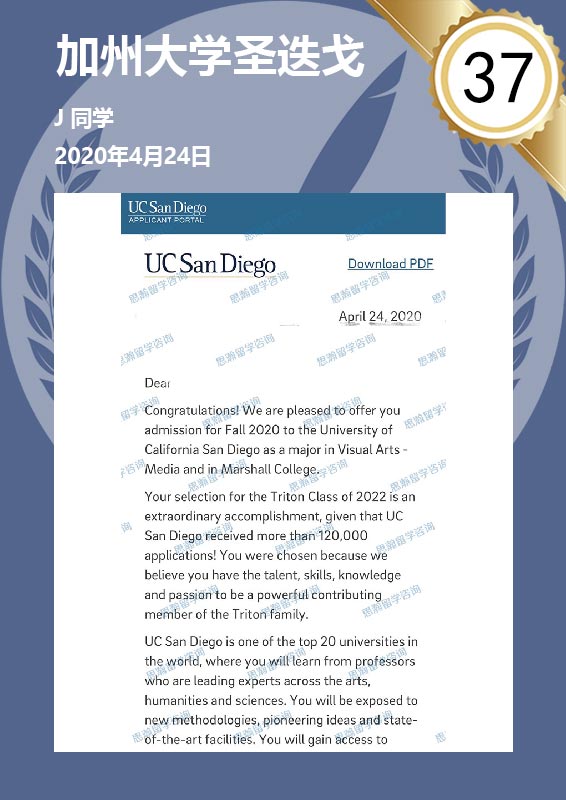 加州大学圣迭戈
37
J 同学
2020年4月24日
UC San Diego
APPLICANT PORTAL
UC San Diego
Download PDF
April 24, 2020
Dear
Congratulations! We are pleased to offer you
admission for Fall 2020 to the University of
California San Diego as a major in Visual Arts -
Media and in Marshall College.
Your selection for the Triton Class of 2022 is an
extraordinary accomplishment, given that UC
San Diego received more than 120,000
applications! You were chosen because we
believe you have the talent, skills, knowledge
and passion to be a powerful contributing
member of the Triton family.
UC San Diego is one of the top 20 universities in
the world, where you will learn from professors
who are leading experts across the arts,
humanities and sciences. You will be exposed to
new methodologies, pioneering ideas and state-
of-the-art facilities. You will gain access to
思瀚留学咨询